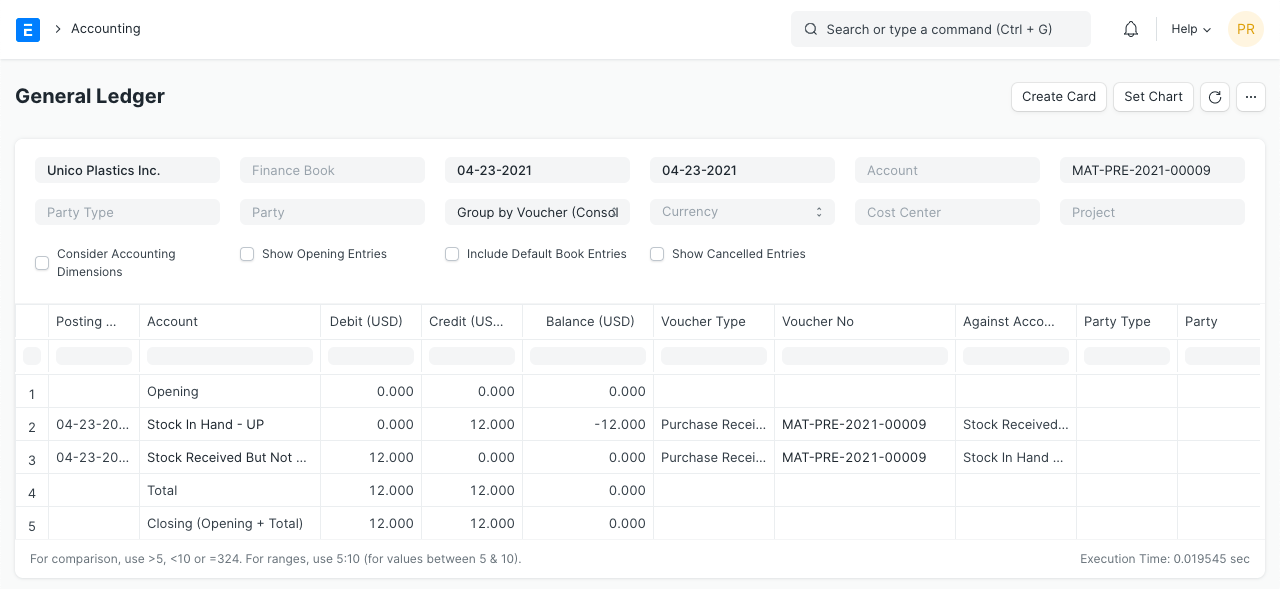 E > Accounting Search or type a command (Ctrl + G) Help PR
General Ledger Create Card Set Chart ...
Unico Plastics Inc. Finance Book 04-23-2021 04-23-2021 Account MAT-PRE-2021-00009
Party Type Party Group by Voucher (Consol Currency Cost Center Project
Consider Accounting Dimensions Show Opening Entries Include Default Book Entries Show Cancelled Entries
Posting ... Account Debit (USD) Credit (US... Balance (USD) Voucher Type Voucher No Against Acco... Party Type Party
1 Opening 0.000 0.000 0.000
2 04-23-20... Stock In Hand - UP 0.000 12.000 -12.000 Purchase Recei... MAT-PRE-2021-00009 Stock Received...
3 04-23-20... Stock Received But Not ... 12.000 0.000 0.000 Purchase Recei... MAT-PRE-2021-00009 Stock In Hand ...
4 Total 12.000 12.000 0.000
5 Closing (Opening + Total) 12.000 12.000 0.000
For comparison, use >5, <10 or =324. For ranges, use 5:10 (for values between 5 & 10). Execution Time: 0.019545 sec